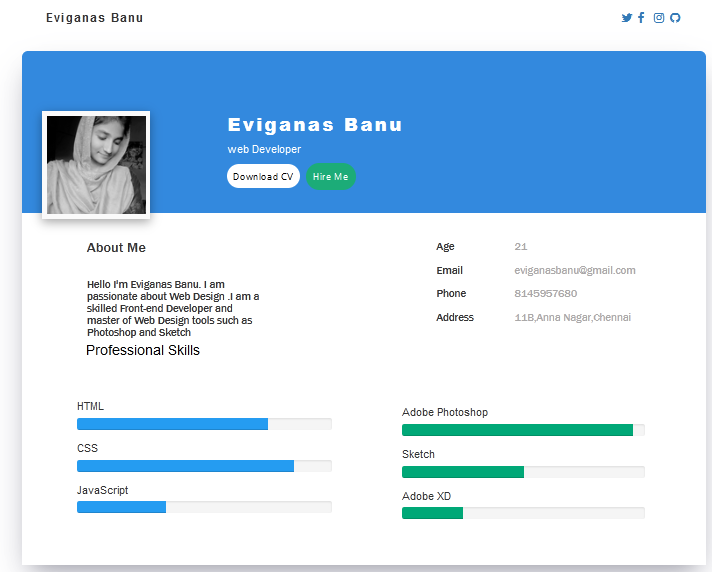 Eviganas Banu
Eviganas Banu
web Developer
Download CV
Hire Me
About Me
Hello I'm Eviganas Banu. I am
passionate about Web Design .I am a
skilled Front-end Developer and
master of Web Design tools such as
Photoshop and Sketch
Age 21
Email eviganasbanu@gmail.com
Phone 8145957680
Address 11B,Anna Nagar,Chennai
Professional Skills
HTML
CSS
JavaScript
Adobe Photoshop
Sketch
Adobe XD